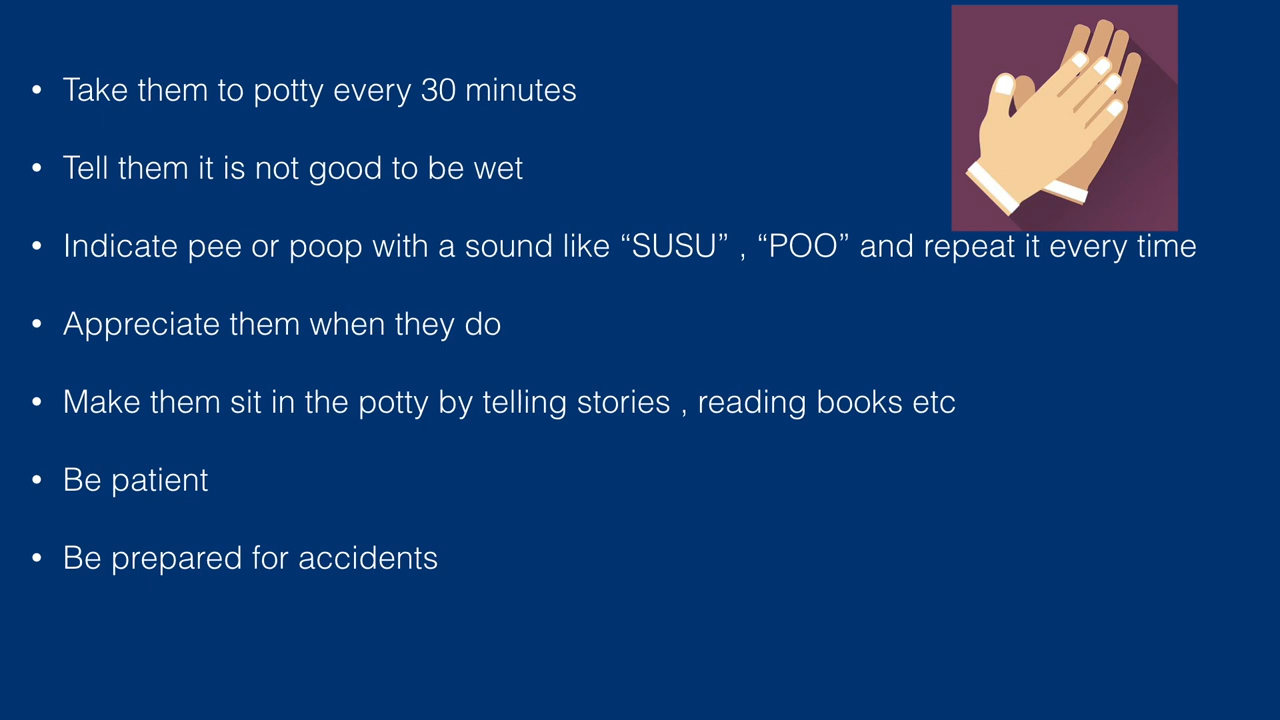 • Take them to potty every 30 minutes
• Tell them it is not good to be wet
• Indicate pee or poop with a sound like “SUSU” , “POO” and repeat it every time
• Appreciate them when they do
• Make them sit in the potty by telling stories , reading books etc
• Be patient
• Be prepared for accidents